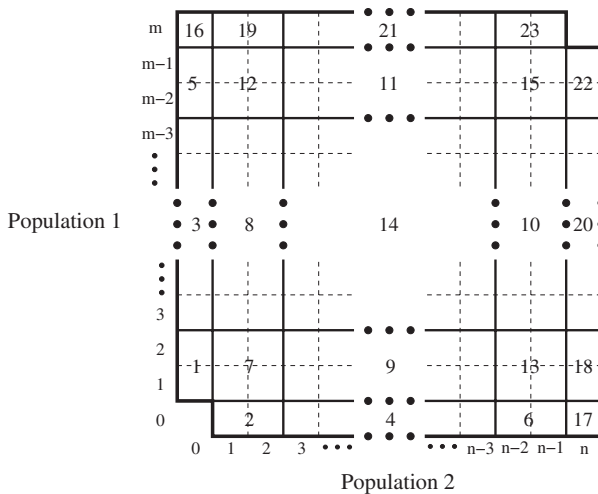 m 16 19 21 23
m−1
5 12 11 15 22
m−2
m−3
Population 1 3 8 14 10 20
3
2
1 7 9 13 18
1
0 2 4 6 17
0 1 2 3 n−3 n−2 n−1 n
Population 2